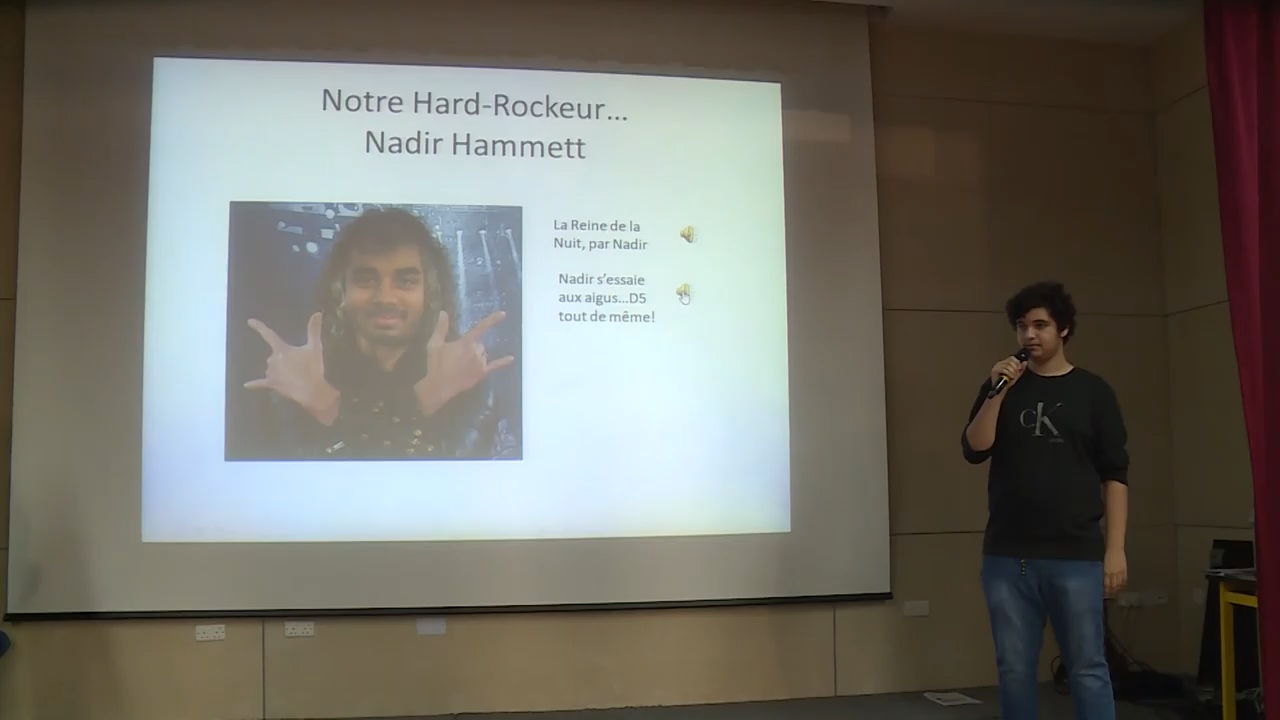 Notre Hard-Rockeur...
Nadir Hammett
La Reine de la
Nuit, par Nadir
Nadir s'essaie
aux aigus...D5
tout de même!
cK